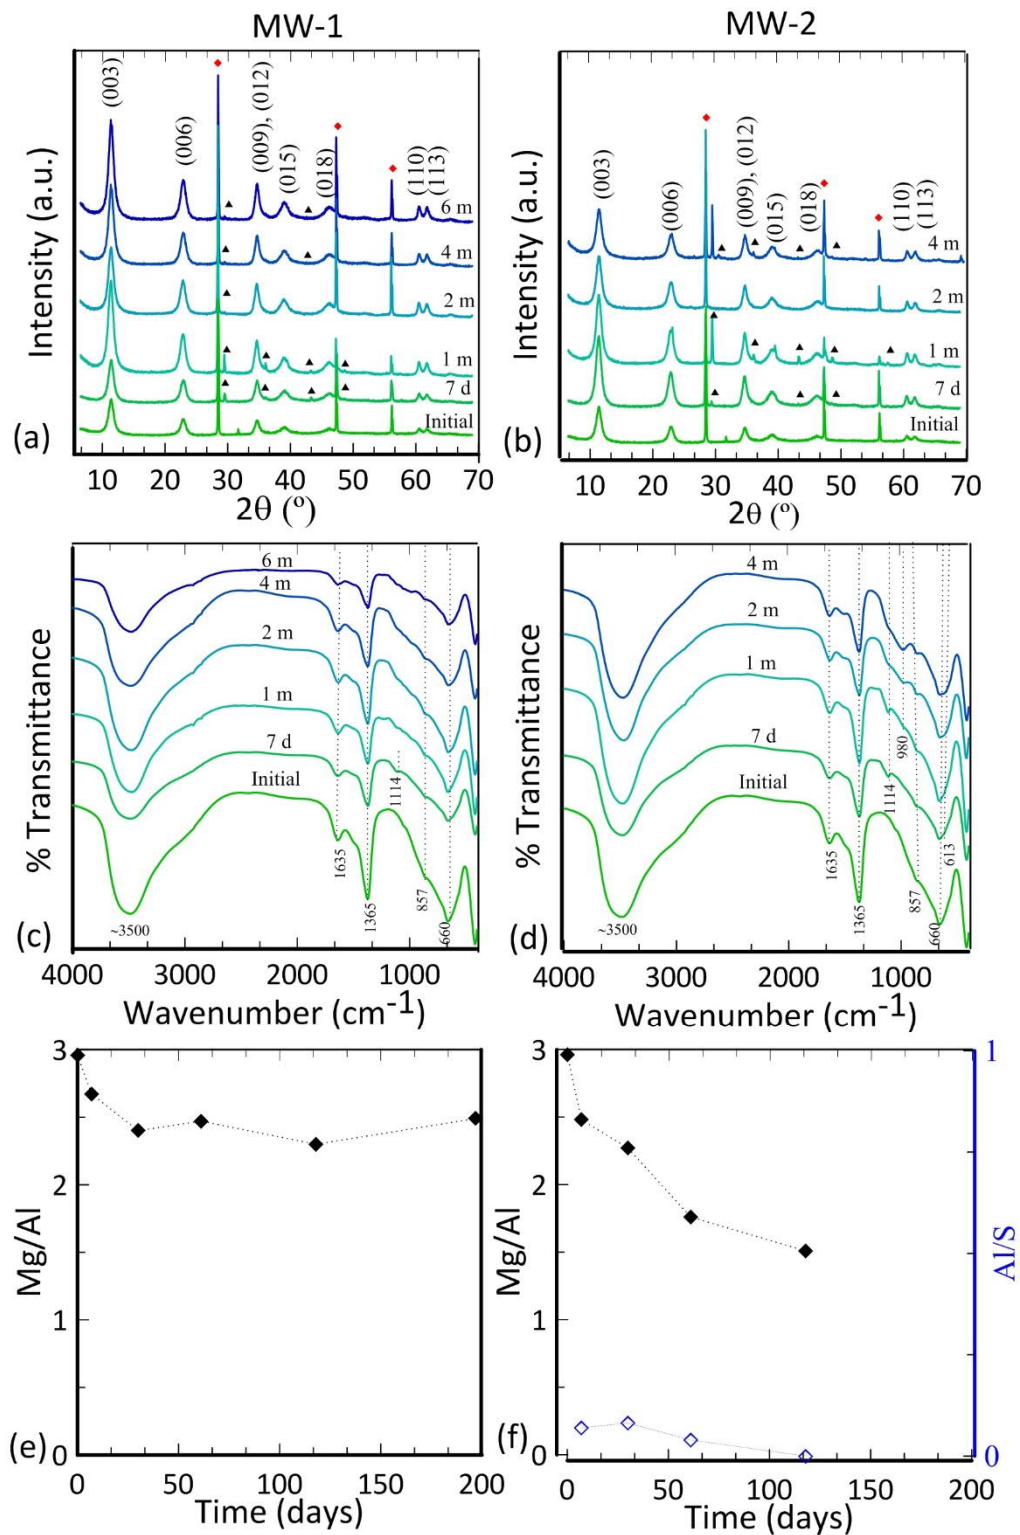 MW-1
MW-2
Intensity (a.u.)
(003)
(006)
(009), (012)
(015)
(018)
(110)
(113)
6 m
4 m
2 m
1 m
7 d
Initial
(a)
10 20 30 40 50 60 70
2θ (º)
Intensity (a.u.)
(003)
(006)
(009), (012)
(015)
(018)
(110)
(113)
4 m
2 m
1 m
7 d
Initial
(b)
10 20 30 40 50 60 70
2θ (º)
% Transmittance
6 m
4 m
2 m
1 m
7 d
Initial
~3500
1635
1365
1114
857
660
(c)
4000 3000 2000 1000
Wavenumber (cm-1)
% Transmittance
4 m
2 m
1 m
7 d
Initial
~3500
1635
1365
1114
980
857
660
613
(d)
4000 3000 2000 1000
Wavenumber (cm-1)
Mg/Al
3
2
1
0
(e)
0 50 100 150 200
Time (days)
Mg/Al
3
2
1
0
(f)
1
0
Al/S
0 50 100 150 200
Time (days)